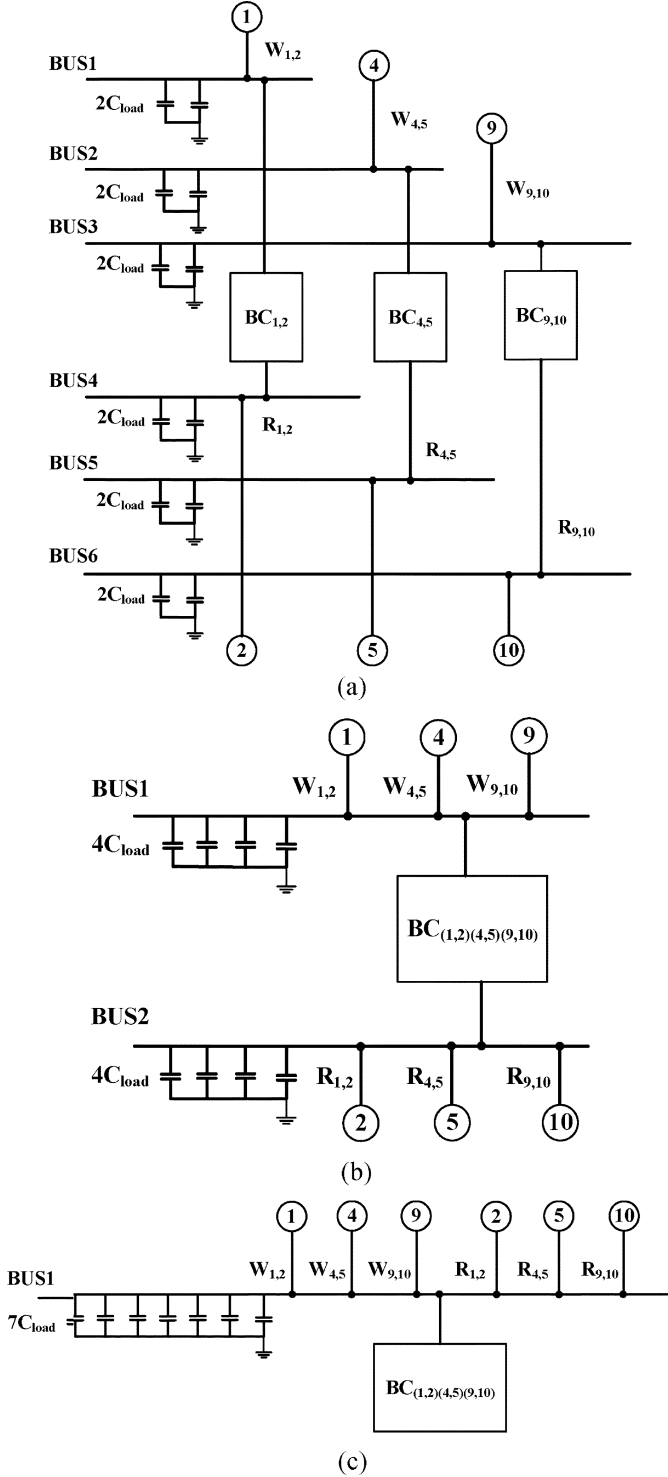 1
W1,2
BUS1
2Cload
4
W4,5
BUS2
2Cload
9
W9,10
BUS3
2Cload
BC1,2
BC4,5
BC9,10
BUS4
2Cload
R1,2
BUS5
2Cload
R4,5
BUS6
2Cload
R9,10
2
5
10
(a)
1
4
9
W1,2
W4,5
W9,10
BUS1
4Cload
BC(1,2)(4,5)(9,10)
BUS2
4Cload
R1,2
R4,5
R9,10
2
5
10
(b)
1
4
9
2
5
10
W1,2
W4,5
W9,10
R1,2
R4,5
R9,10
BUS1
7Cload
BC(1,2)(4,5)(9,10)
(c)